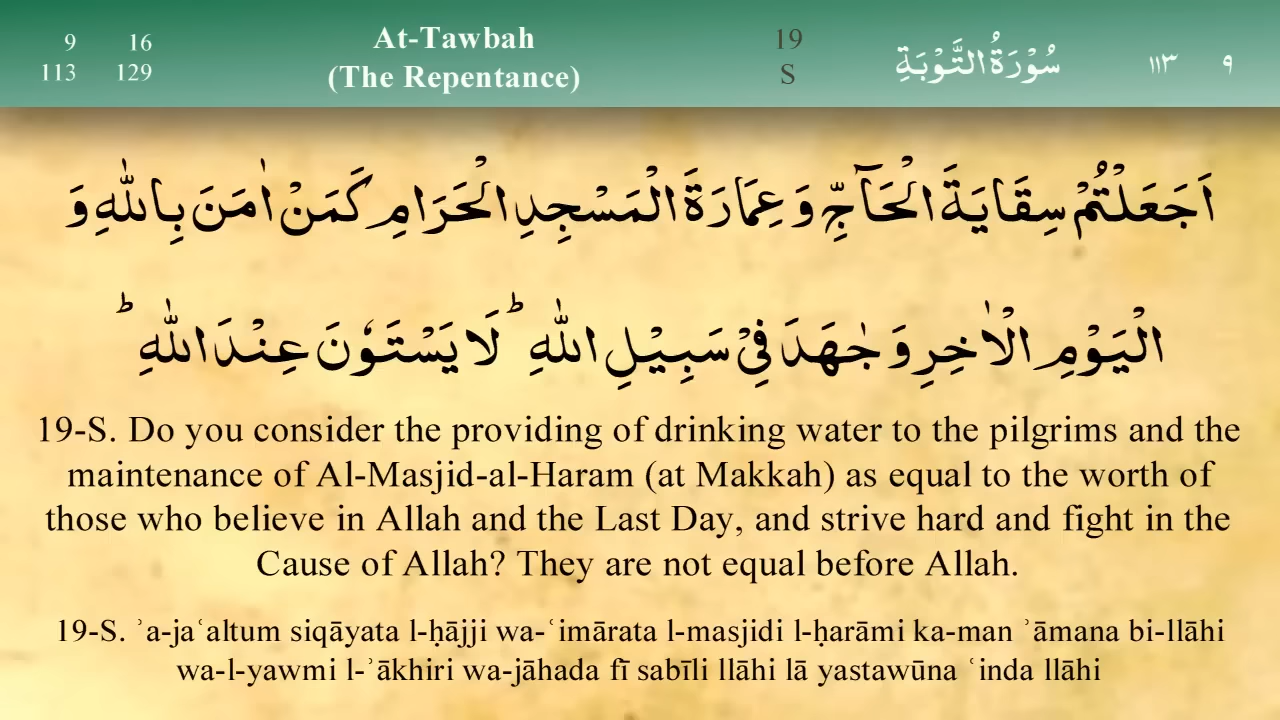 9 16
113 129
At-Tawbah
(The Repentance)
19
S
سُوْرَةُ التَّوْبَةِ
١١٣ ٩
اَجَعَلْتُمْ سِقَايَةَ الْحَآجِّ وَ عِمَارَةَ الْمَسْجِدِ الْحَرَامِ كَمَنْ اٰمَنَ بِاللّٰهِ وَ
الْيَوْمِ الْاٰخِرِ وَ جٰهَدَ فِيْ سَبِيْلِ اللّٰهِ ؕ لَا يَسْتَوٗنَ عِنْدَ اللّٰهِ ؕ
19-S. Do you consider the providing of drinking water to the pilgrims and the
maintenance of Al-Masjid-al-Haram (at Makkah) as equal to the worth of
those who believe in Allah and the Last Day, and strive hard and fight in the
Cause of Allah? They are not equal before Allah.
19-S. ʾa-jaʿaltum siqāyata l-ḥājji wa-ʿimārata l-masjidi l-ḥarāmi ka-man ʾāmana bi-llāhi
wa-l-yawmi l-ʾākhiri wa-jāhada fī sabīli llāhi lā yastawūna ʿinda llāhi